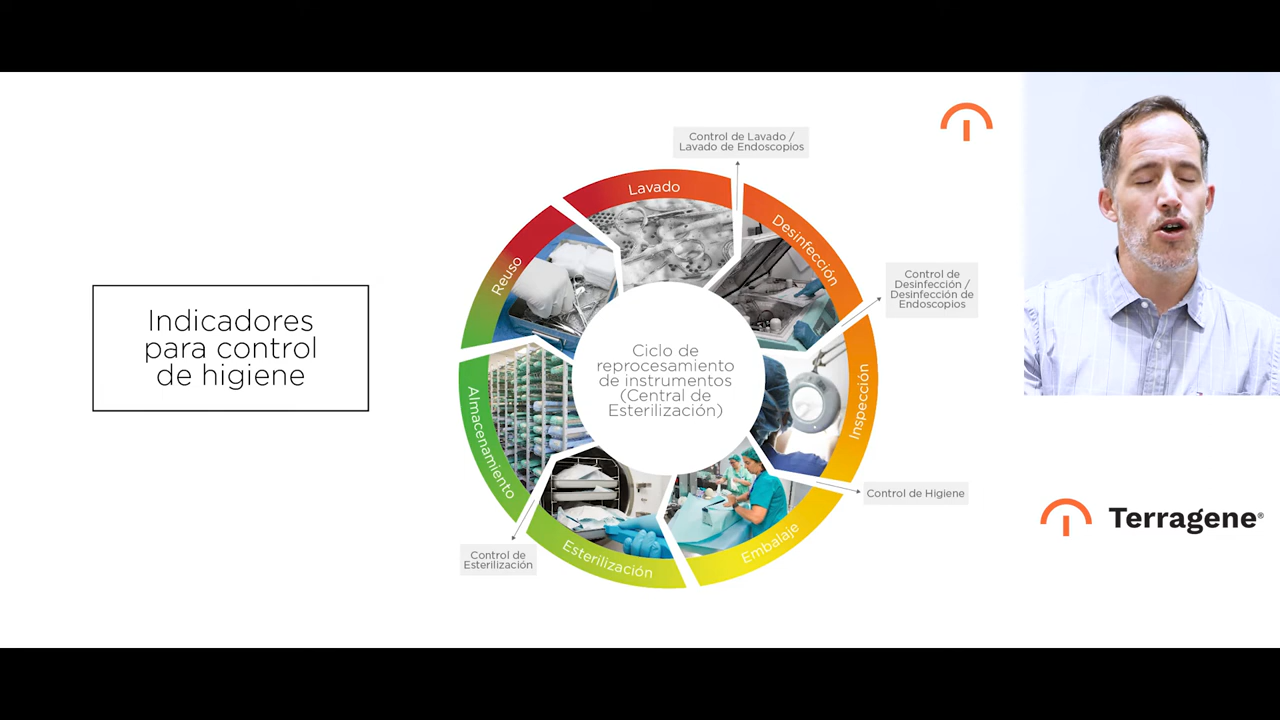 Indicadores
para control
de higiene
Control de Lavado /
Lavado de Endoscopios
Lavado
Desinfección
Control de
Desinfección /
Desinfección de
Endoscopios
Inspección
Control de Higiene
Embalaje
Esterilización
Control de
Esterilización
Almacenamiento
Reuso
Ciclo de
reprocesamiento
de instrumentos
(Central de
Esterilización)
Terragene®